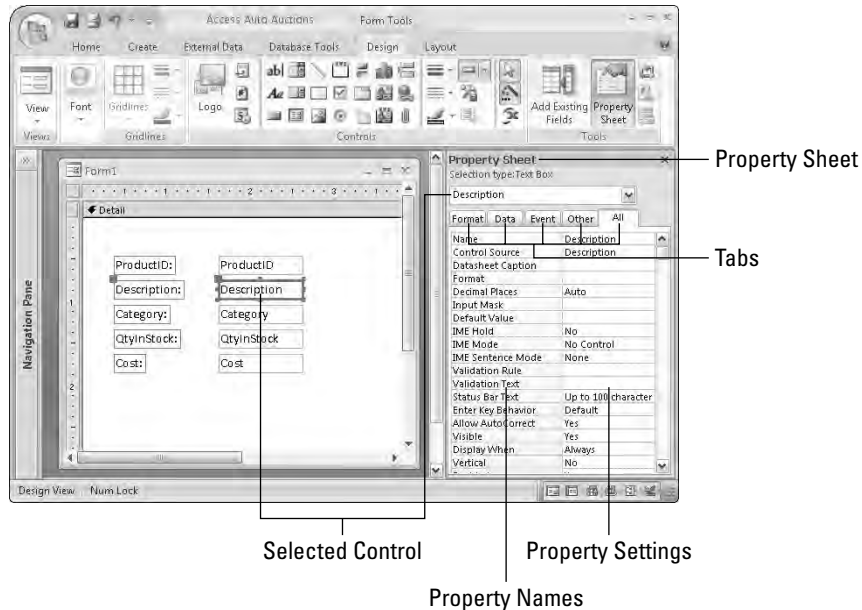 Access Auto Auctions Form Tools
Home Create External Data Database Tools Design Layout
View
Font
Gridlines
Logo
Add Existing Fields
Property Sheet
Views Gridlines Controls Tools
Property Sheet
Selection type: Text Box
Description
Format Data Event Other All
Name Description
Control Source Description
Datasheet Caption
Format
Decimal Places Auto
Input Mask
Default Value
IME Hold No
IME Mode No Control
IME Sentence Mode None
Validation Rule
Validation Text
Status Bar Text Up to 100 character
Enter Key Behavior Default
Allow AutoCorrect Yes
Visible Yes
Display When Always
Vertical No
Form1
Detail
ProductID: ProductID
Description: Description
Category: Category
QtyInStock: QtyInStock
Cost: Cost
Navigation Pane
Design View Num Lock
Property Sheet
Tabs
Selected Control
Property Settings
Property Names